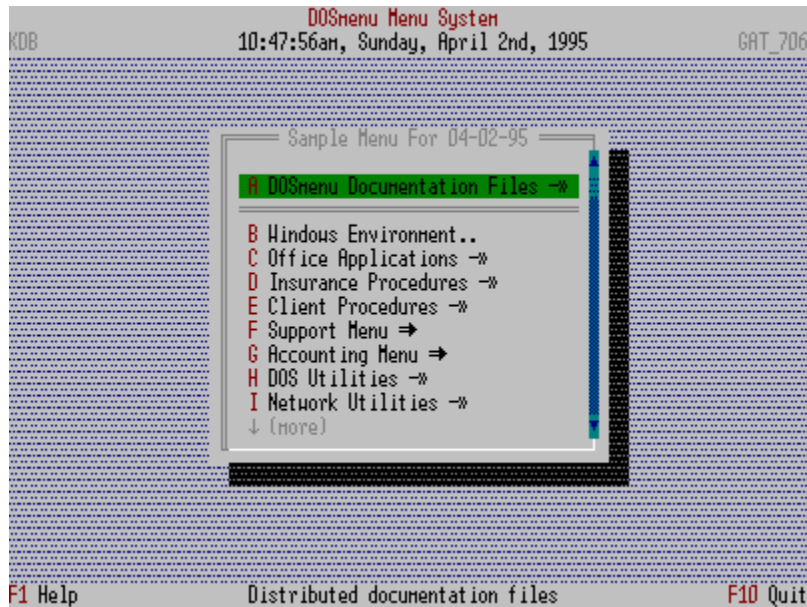 DOSmenu Menu System
KDB 10:47:56am, Sunday, April 2nd, 1995 GAT_706
Sample Menu For 04-02-95
A DOSmenu Documentation Files →»
B Windows Environment..
C Office Applications →»
D Insurance Procedures →»
E Client Procedures →»
F Support Menu ➔
G Accounting Menu ➔
H DOS Utilities →»
I Network Utilities →»
↓ (more)
F1 Help Distributed documentation files F10 Quit